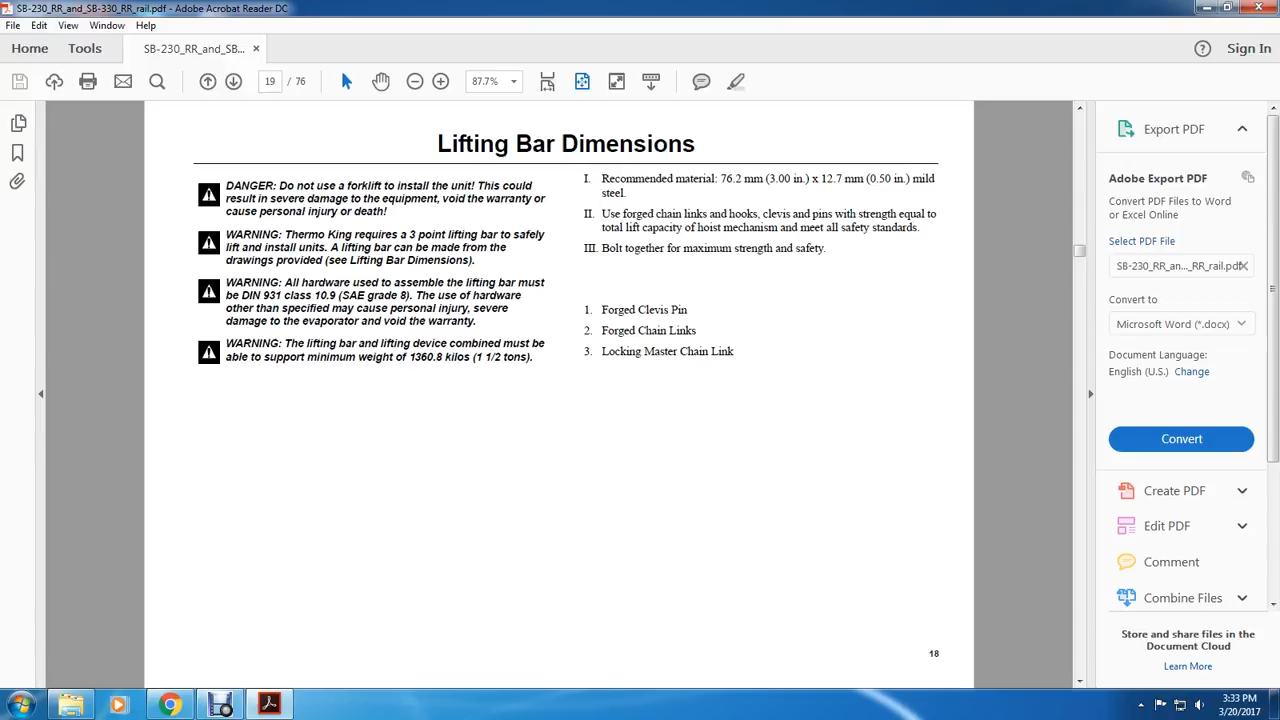 SB-230_RR_and_SB-330_RR_rail.pdf - Adobe Acrobat Reader DC
File Edit View Window Help
Home Tools SB-230_RR_and_SB... × Sign In
19 / 76 87.7%
Lifting Bar Dimensions
DANGER: Do not use a forklift to install the unit! This could
result in severe damage to the equipment, void the warranty or
cause personal injury or death!
WARNING: Thermo King requires a 3 point lifting bar to safely
lift and install units. A lifting bar can be made from the
drawings provided (see Lifting Bar Dimensions).
WARNING: All hardware used to assemble the lifting bar must
be DIN 931 class 10.9 (SAE grade 8). The use of hardware
other than specified may cause personal injury, severe
damage to the evaporator and void the warranty.
WARNING: The lifting bar and lifting device combined must be
able to support minimum weight of 1360.8 kilos (1 1/2 tons).
I. Recommended material: 76.2 mm (3.00 in.) x 12.7 mm (0.50 in.) mild
steel.
II. Use forged chain links and hooks, clevis and pins with strength equal to
total lift capacity of hoist mechanism and meet all safety standards.
III. Bolt together for maximum strength and safety.
1. Forged Clevis Pin
2. Forged Chain Links
3. Locking Master Chain Link
18
Export PDF
Adobe Export PDF
Convert PDF Files to Word
or Excel Online
Select PDF File
SB-230_RR_an..._RR_rail.pdf
Convert to
Microsoft Word (*.docx)
Document Language:
English (U.S.) Change
Convert
Create PDF
Edit PDF
Comment
Combine Files
Store and share files in the
Document Cloud
Learn More
3:33 PM
3/20/2017